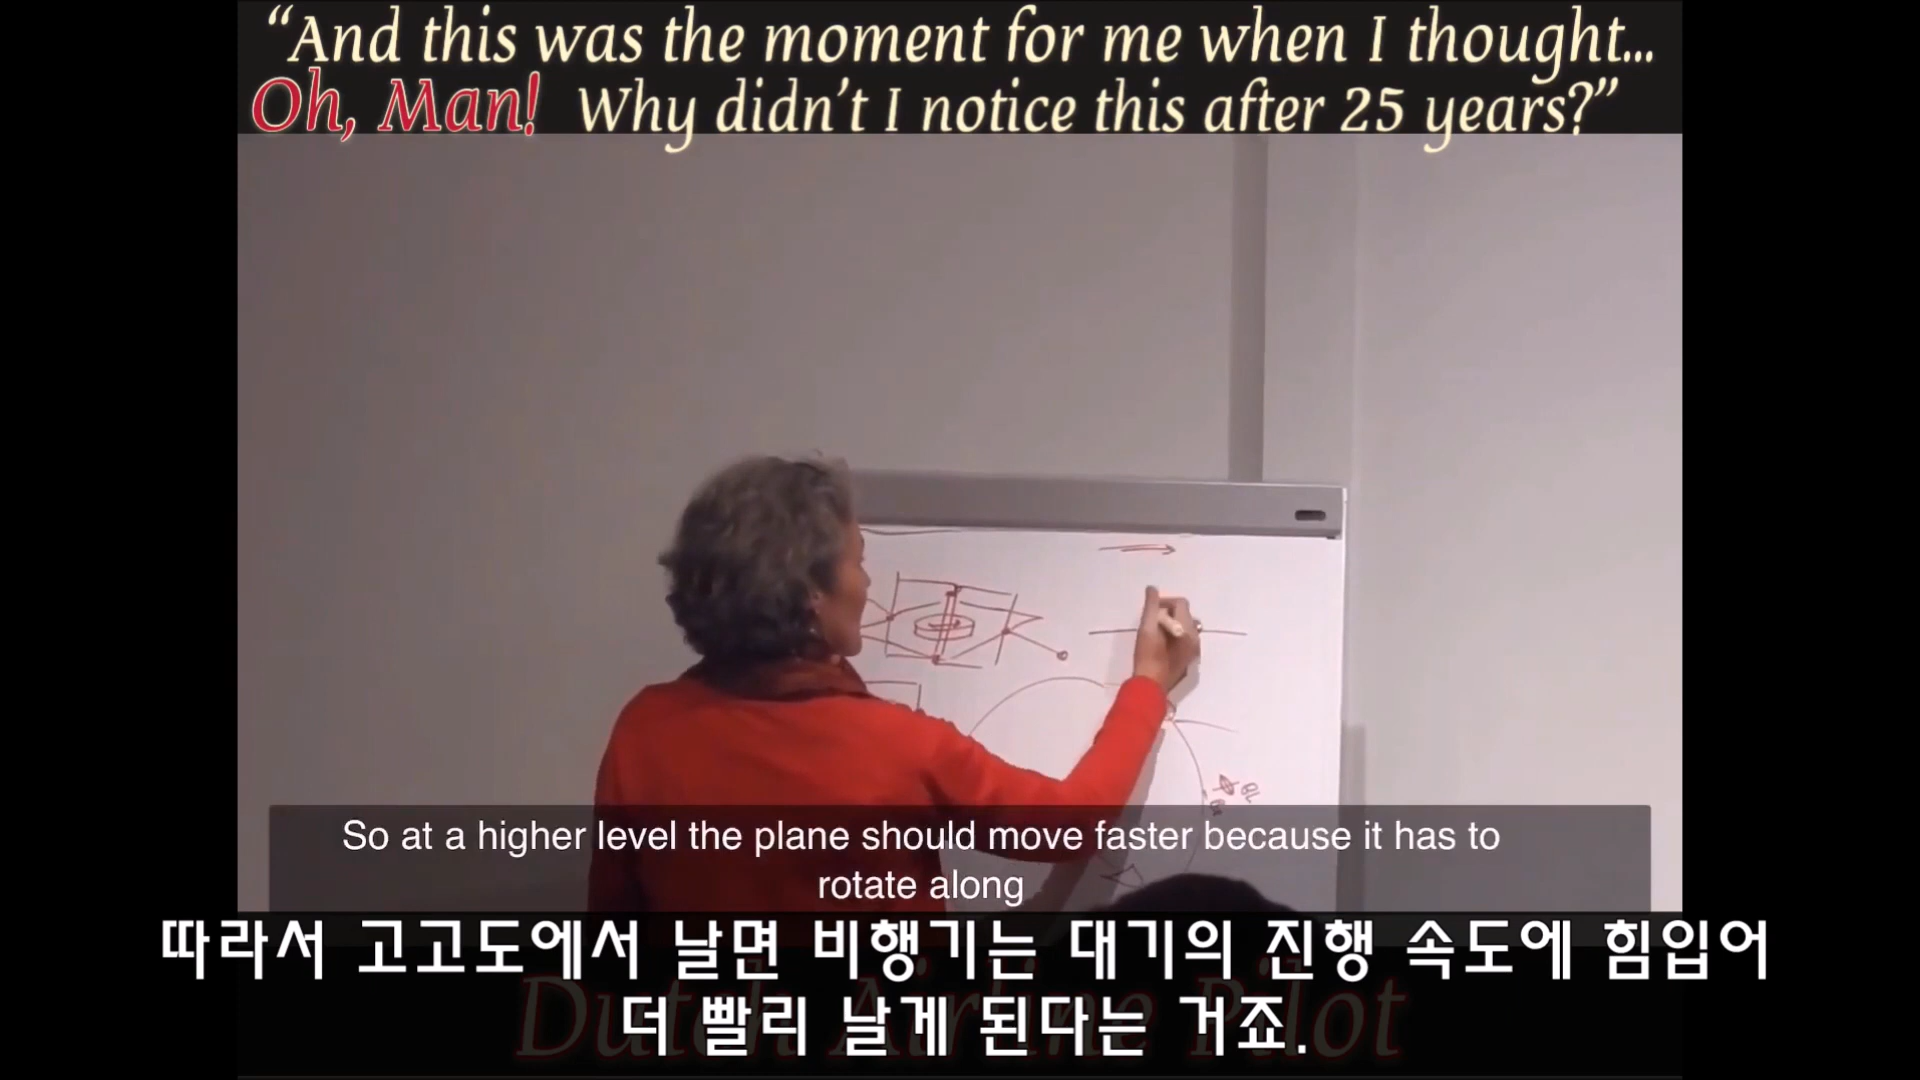 “And this was the moment for me when I thought...
Oh, Man! Why didn’t I notice this after 25 years?”
So at a higher level the plane should move faster because it has to
rotate along
따라서 고고도에서 날면 비행기는 대기의 진행 속도에 힘입어
더 빨리 날게 된다는 거죠.
Dutch Airline Pilot